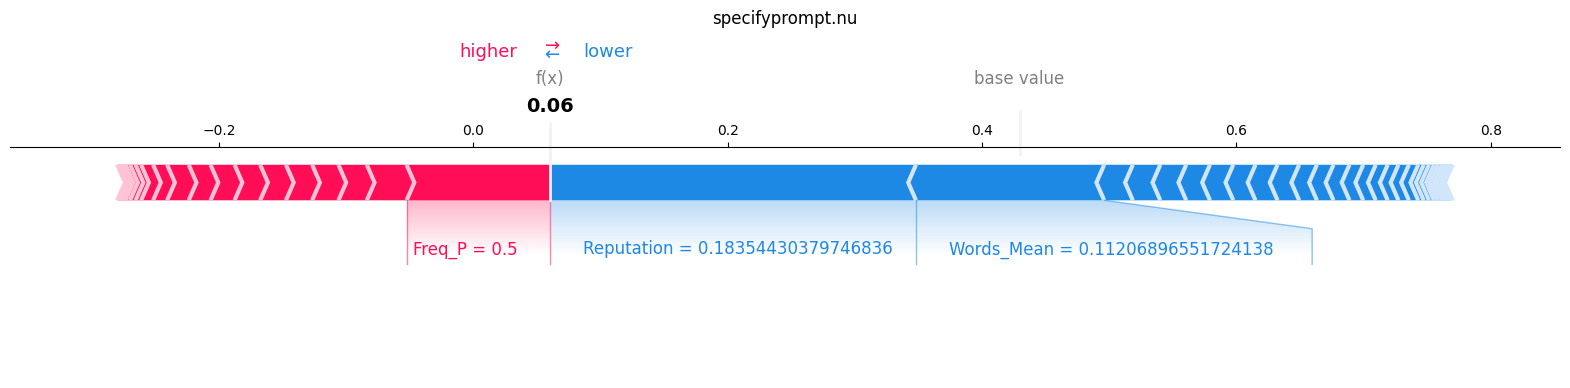 specifyprompt.nu
higher ⇄ lower
f(x) base value
0.06
−0.2 0.0 0.2 0.4 0.6 0.8
Freq_P = 0.5 Reputation = 0.18354430379746836 Words_Mean = 0.11206896551724138